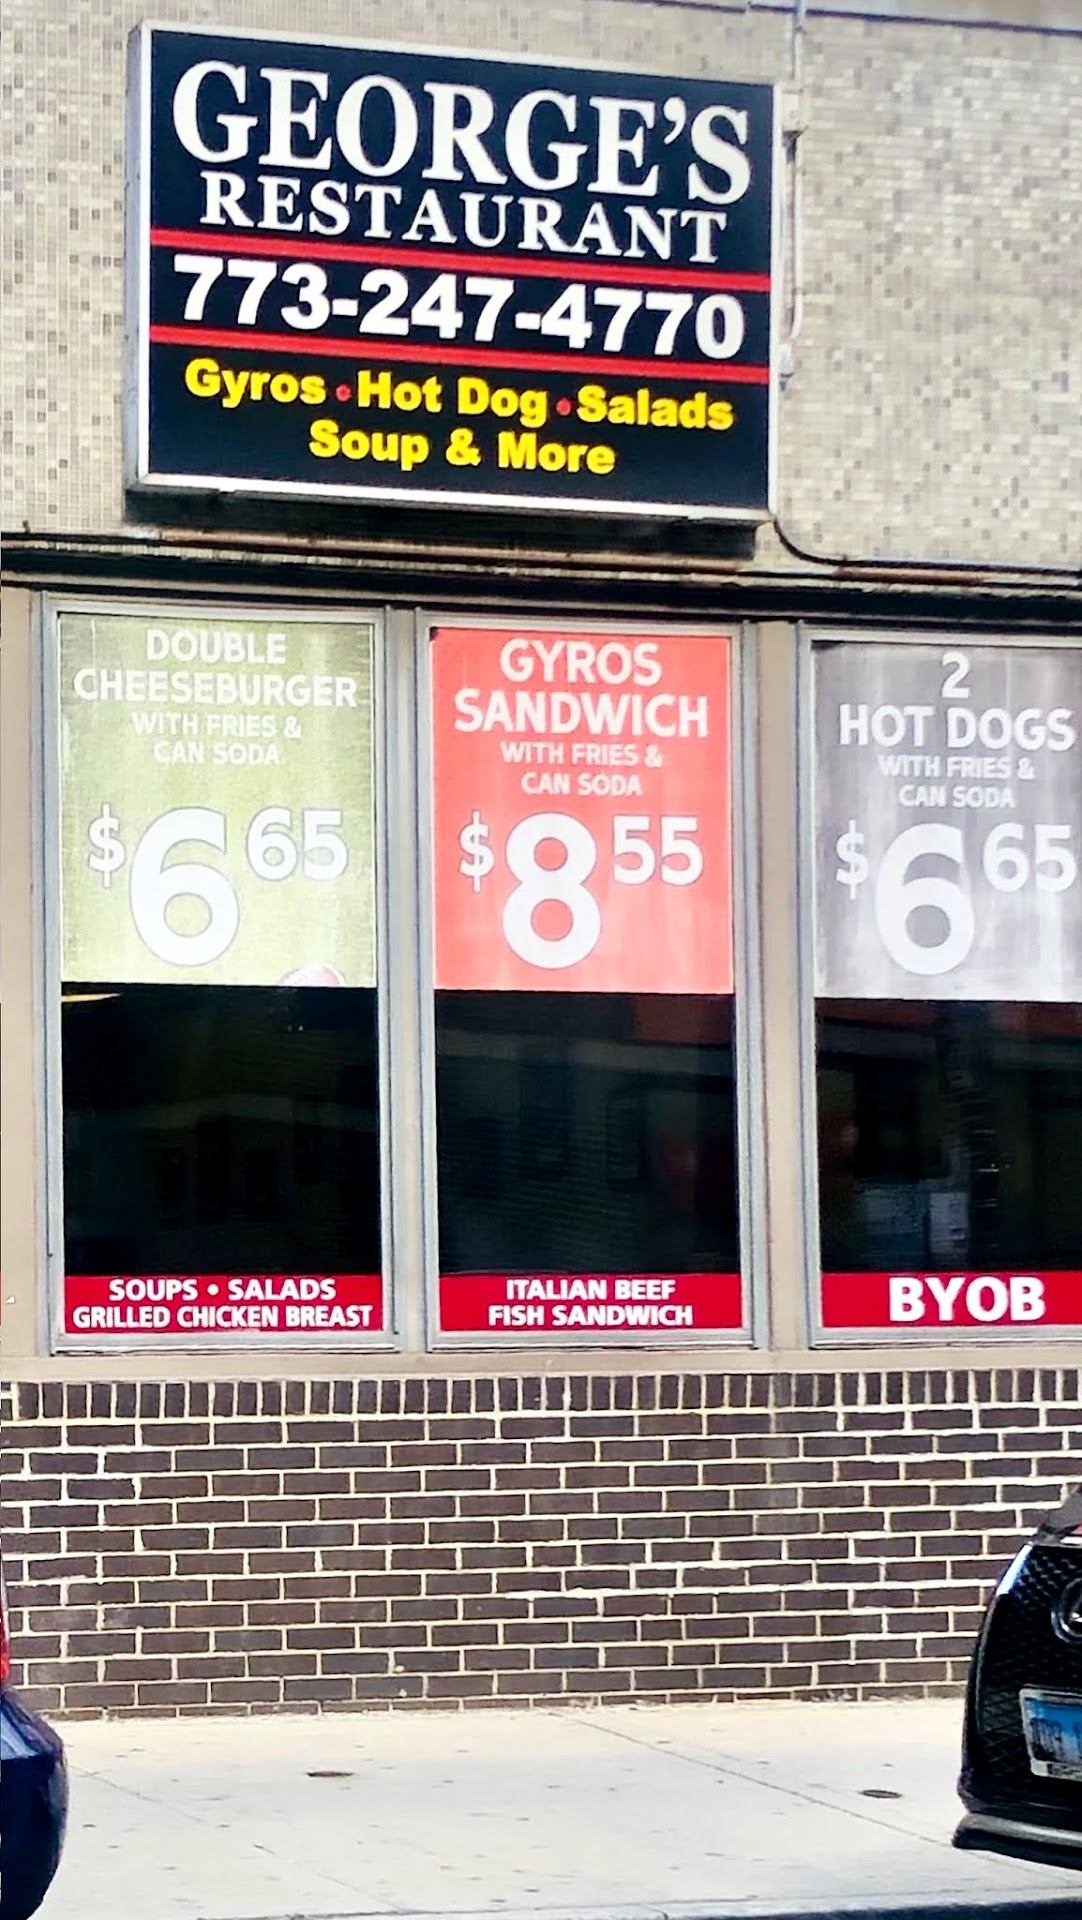 GEORGE'S
RESTAURANT
773-247-4770
Gyros • Hot Dog • Salads
Soup & More
DOUBLE
CHEESEBURGER
WITH FRIES &
CAN SODA
$6 65
GYROS
SANDWICH
WITH FRIES &
CAN SODA
$8 55
2
HOT DOGS
WITH FRIES &
CAN SODA
$6 65
SOUPS • SALADS
GRILLED CHICKEN BREAST
ITALIAN BEEF
FISH SANDWICH
BYOB